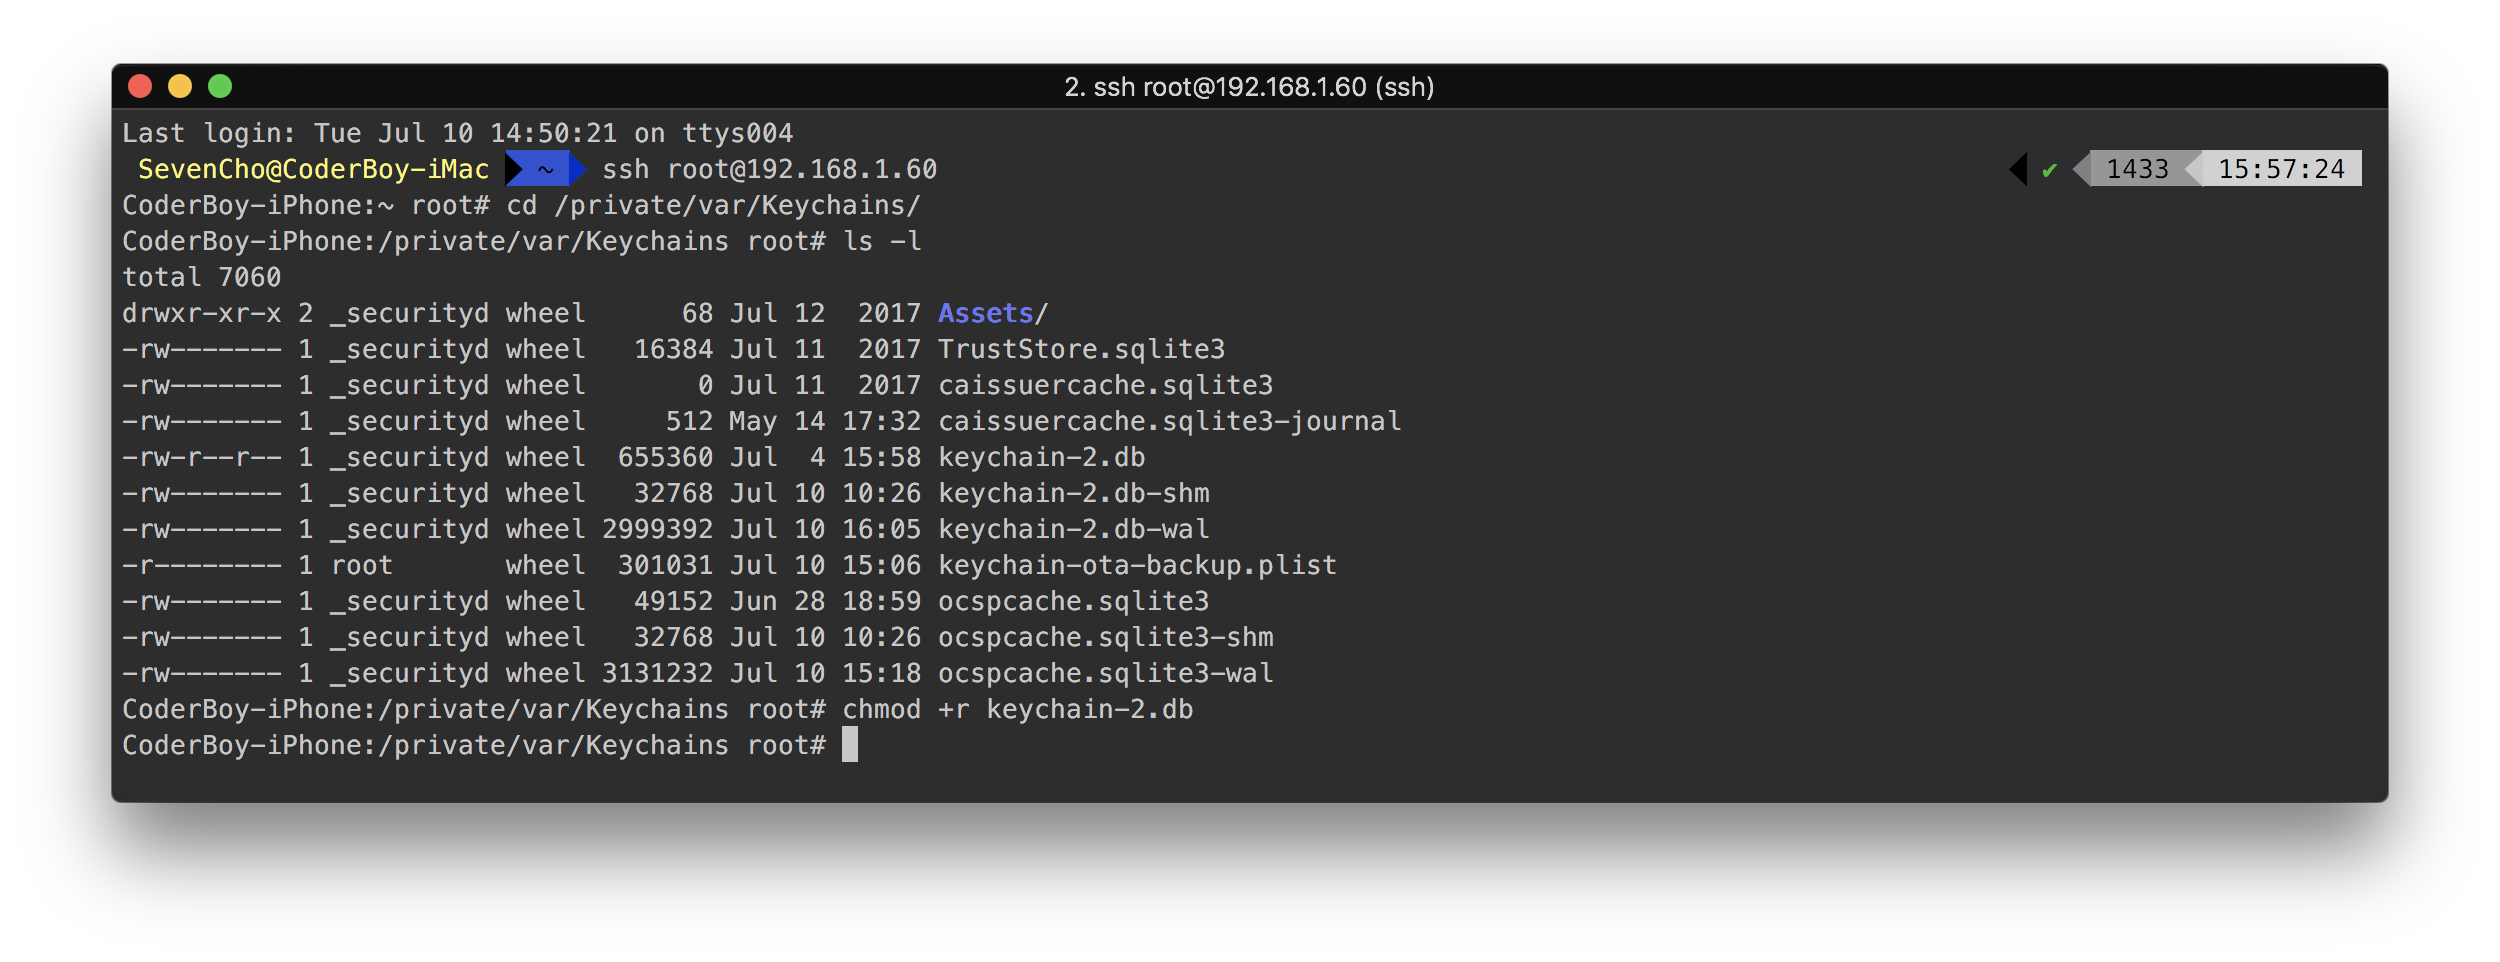 2. ssh root@192.168.1.60 (ssh)
Last login: Tue Jul 10 14:50:21 on ttys004
SevenCho@CoderBoy-iMac ~ ssh root@192.168.1.60 ✔ 1433 15:57:24
CoderBoy-iPhone:~ root# cd /private/var/Keychains/
CoderBoy-iPhone:/private/var/Keychains root# ls -l
total 7060
drwxr-xr-x 2 _securityd wheel      68 Jul 12  2017 Assets/
-rw------- 1 _securityd wheel   16384 Jul 11  2017 TrustStore.sqlite3
-rw------- 1 _securityd wheel       0 Jul 11  2017 caissuercache.sqlite3
-rw------- 1 _securityd wheel     512 May 14 17:32 caissuercache.sqlite3-journal
-rw-r--r-- 1 _securityd wheel  655360 Jul  4 15:58 keychain-2.db
-rw------- 1 _securityd wheel   32768 Jul 10 10:26 keychain-2.db-shm
-rw------- 1 _securityd wheel 2999392 Jul 10 16:05 keychain-2.db-wal
-r-------- 1 root       wheel  301031 Jul 10 15:06 keychain-ota-backup.plist
-rw------- 1 _securityd wheel   49152 Jun 28 18:59 ocspcache.sqlite3
-rw------- 1 _securityd wheel   32768 Jul 10 10:26 ocspcache.sqlite3-shm
-rw------- 1 _securityd wheel 3131232 Jul 10 15:18 ocspcache.sqlite3-wal
CoderBoy-iPhone:/private/var/Keychains root# chmod +r keychain-2.db
CoderBoy-iPhone:/private/var/Keychains root#